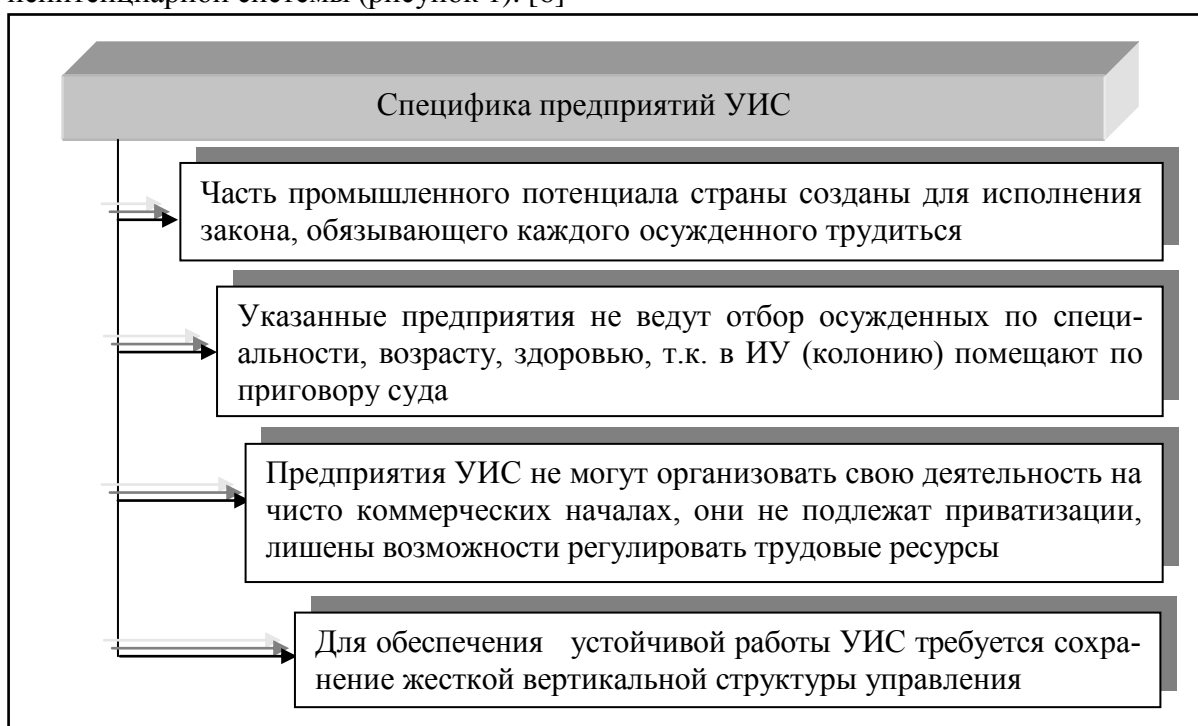 пенитенциарной системы (рисунок 1). [6]
Специфика предприятий УИС
Часть промышленного потенциала страны созданы для исполнения
закона, обязывающего каждого осужденного трудиться
Указанные предприятия не ведут отбор осужденных по специ-
альности, возрасту, здоровью, т.к. в ИУ (колонию) помещают по
приговору суда
Предприятия УИС не могут организовать свою деятельность на
чисто коммерческих началах, они не подлежат приватизации,
лишены возможности регулировать трудовые ресурсы
Для обеспечения устойчивой работы УИС требуется сохра-
нение жесткой вертикальной структуры управления